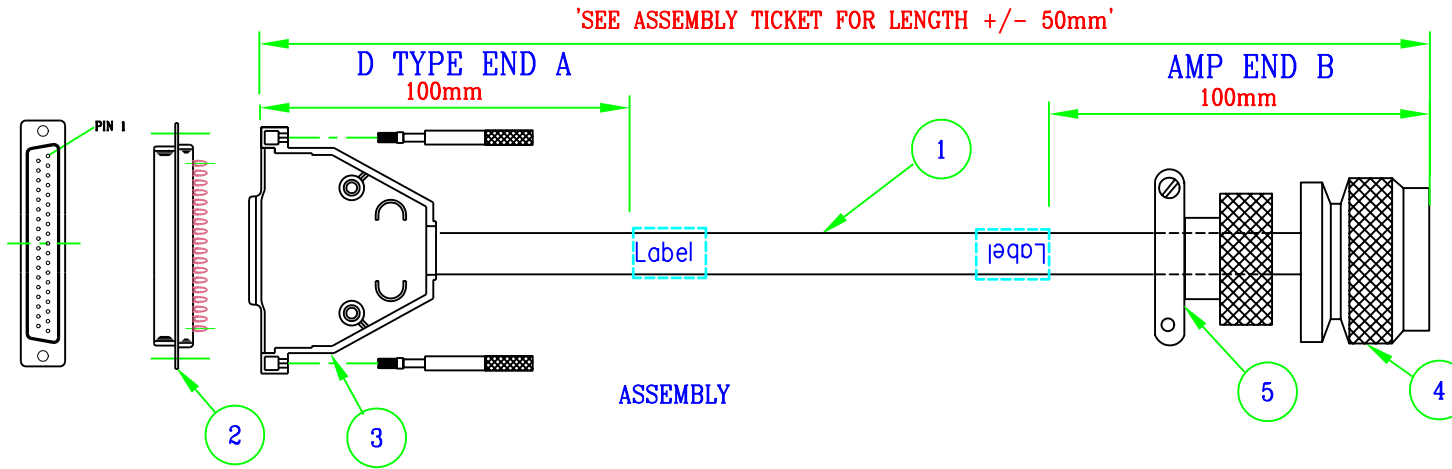 'SEE ASSEMBLY TICKET FOR LENGTH +/- 50mm'
D TYPE END A
100mm
AMP END B
100mm
PIN 1
1
Label
Label
ASSEMBLY
2
3
5
4